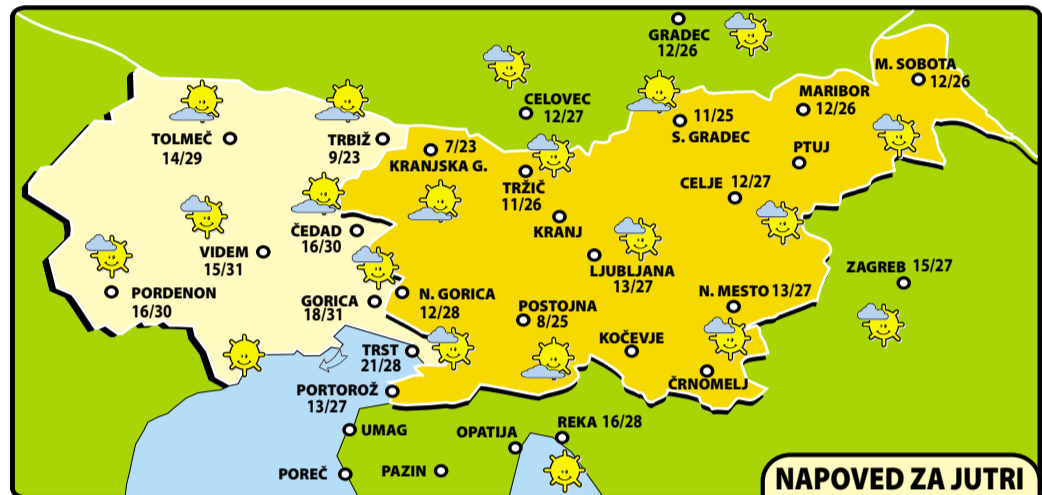 GRADEC
12/26
M. SOBOTA
12/26
MARIBOR
12/26
CELOVEC
12/27
11/25
S. GRADEC
TOLMEČ
14/29
TRBIŽ
9/23
7/23
KRANJSKA G.
PTUJ
TRŽIČ
11/26
CELJE 12/27
KRANJ
ČEDAD
16/30
VIDEM
15/31
LJUBLJANA
13/27
ZAGREB 15/27
PORDENON
16/30
GORICA
18/31
N. GORICA
12/28
N. MESTO 13/27
POSTOJNA
8/25
KOČEVJE
TRST
21/28
ČRNOMELJ
PORTOROŽ
13/27
UMAG
OPATIJA
REKA 16/28
POREČ
PAZIN
NAPOVED ZA JUTRI